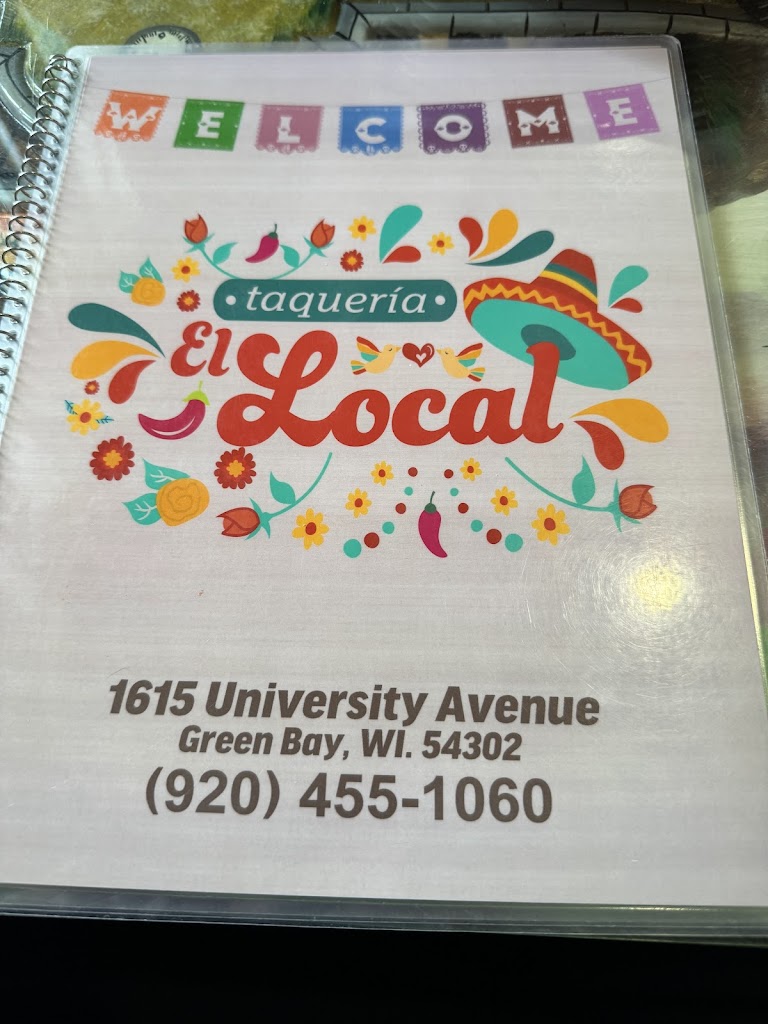 WELCOME
taquería
El Local
1615 University Avenue
Green Bay, WI. 54302
(920) 455-1060